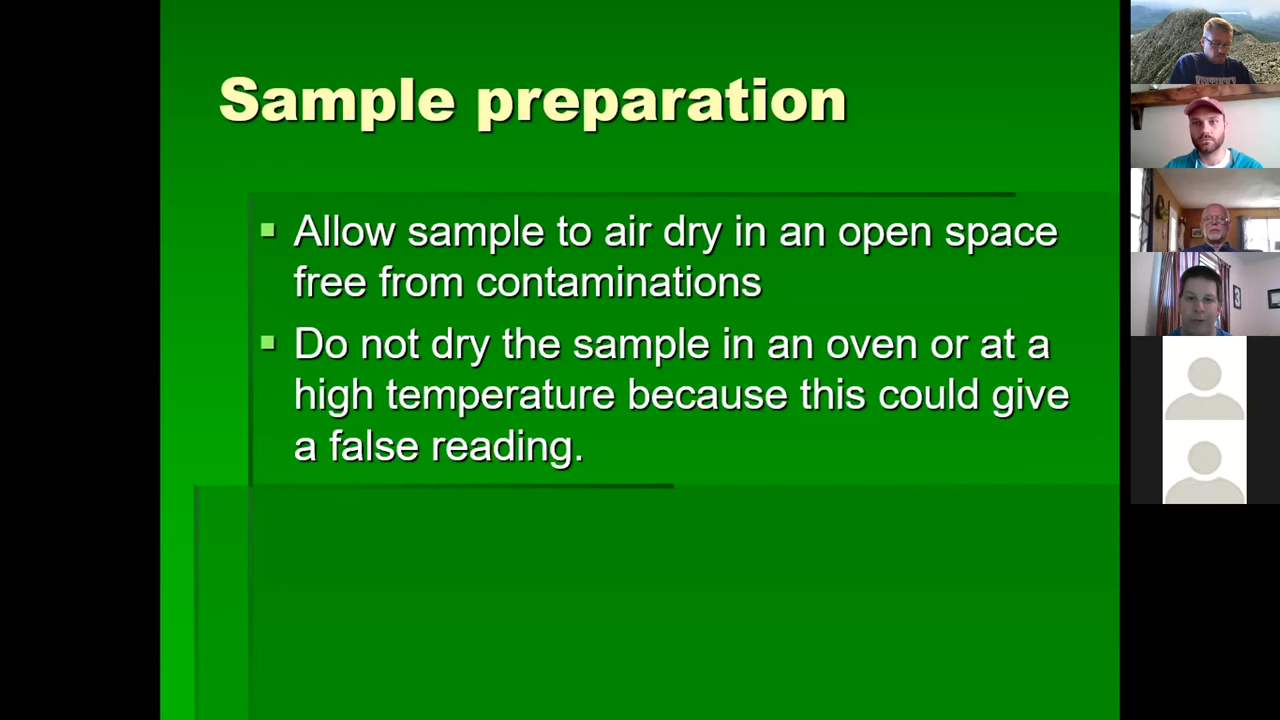 Sample preparation
Allow sample to air dry in an open space
free from contaminations
Do not dry the sample in an oven or at a
high temperature because this could give
a false reading.